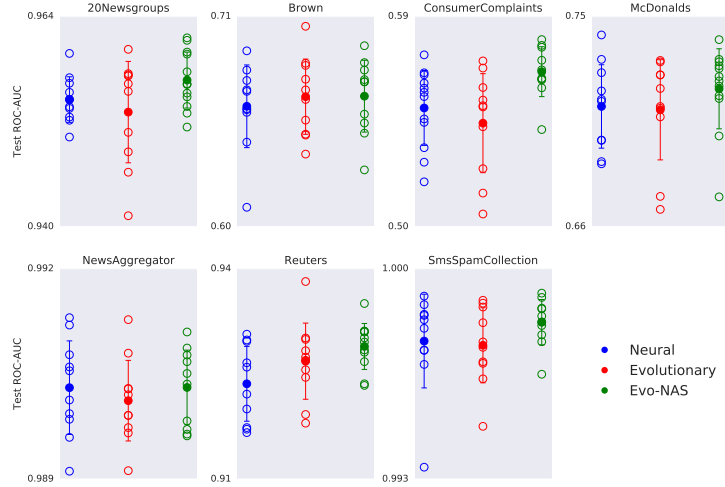 20Newsgroups Brown ConsumerComplaints McDonalds
0.964 0.71 0.59 0.75
Test ROC-AUC
0.940 0.60 0.50 0.66
NewsAggregator Reuters SmsSpamCollection
0.992 0.94 1.000
Test ROC-AUC
Neural
Evolutionary
Evo-NAS
0.989 0.91 0.993